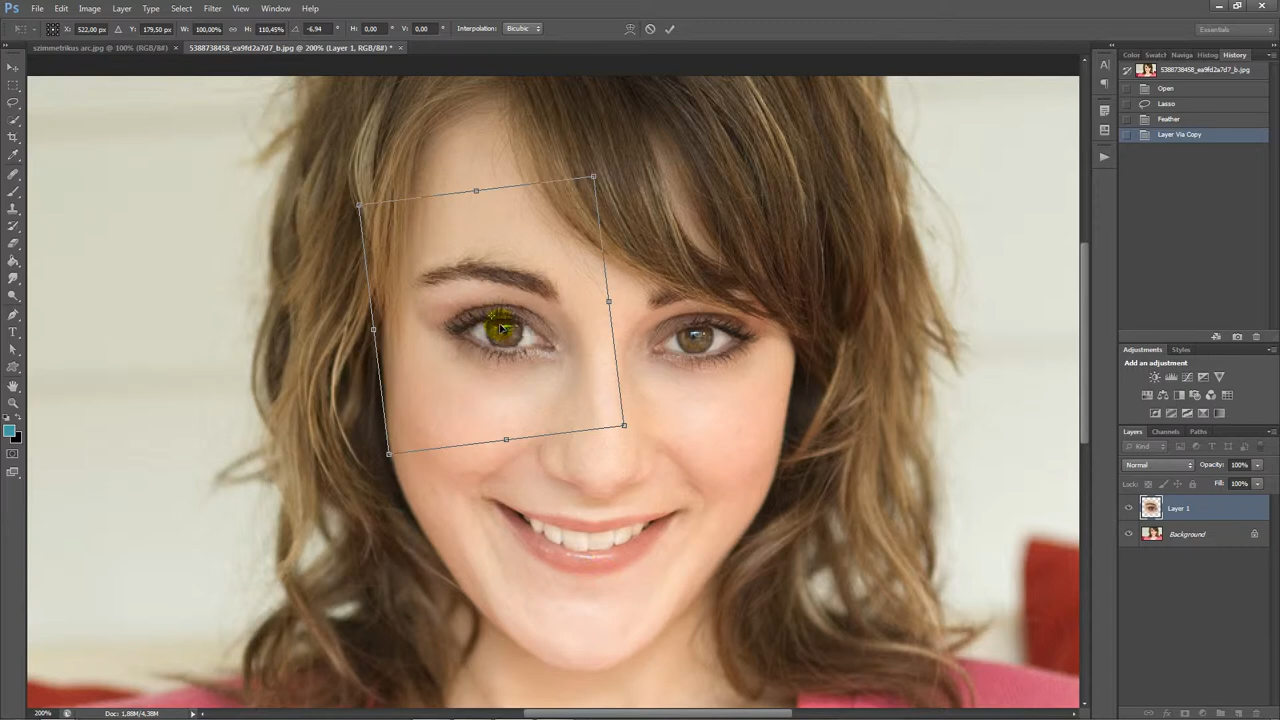 Ps File Edit Image Layer Type Select Filter View Window Help
X: 522,00 px Y: 179,50 px W: 100,00% H: 110,45% -6,94 ° H: 0,00 ° V: 0,00 ° Interpolation: Bicubic Essentials
szimmetrikus arc.jpg @ 100% (RGB/8#) × 5388738458_ea9fd2a7d7_b.jpg @ 200% (Layer 1, RGB/8#) * ×
Color Swatch Naviga Histog History
5388738458_ea9fd2a7d7_b.jpg
Open
Lasso
Feather
Layer Via Copy
Adjustments Styles
Add an adjustment
Layers Channels Paths
Kind
Normal Opacity: 100%
Lock: Fill: 100%
Layer 1
Background
200% Doc: 1,88M/4,38M